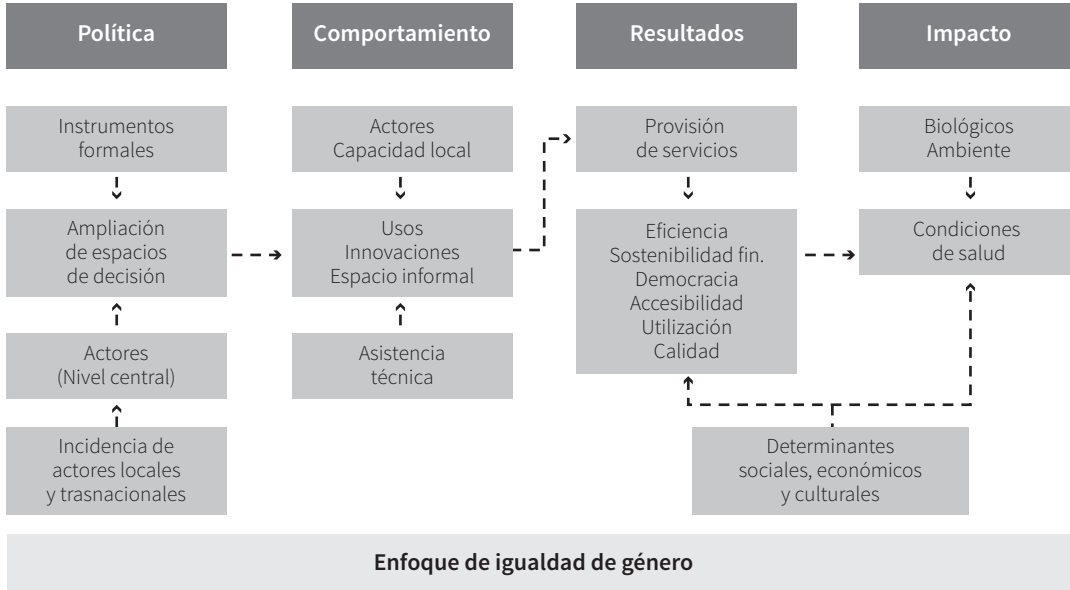 Política
Instrumentos
formales
Ampliación
de espacios
de decisión
Actores
(Nivel central)
Incidencia de
actores locales
y trasnacionales
Comportamiento
Actores
Capacidad local
Usos
Innovaciones
Espacio informal
Asistencia
técnica
Resultados
Provisión
de servicios
Eficiencia
Sostenibilidad fin.
Democracia
Accesibilidad
Utilización
Calidad
Impacto
Biológicos
Ambiente
Condiciones
de salud
Determinantes
sociales, económicos
y culturales
Enfoque de igualdad de género